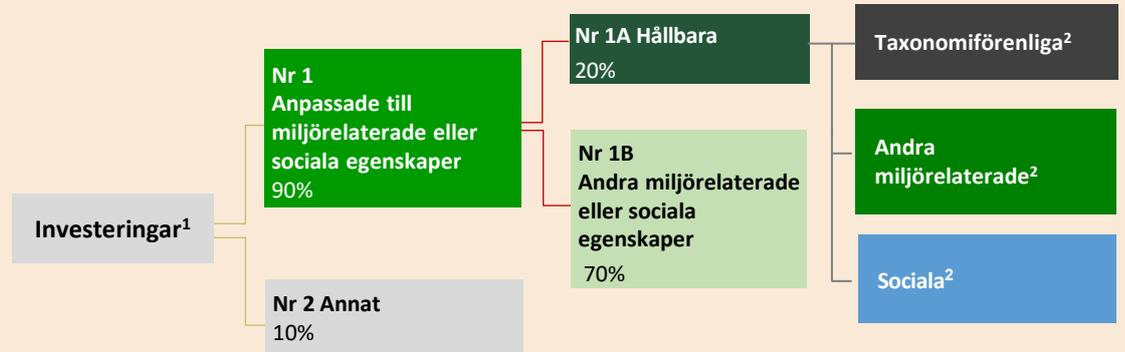 Investeringar¹
Nr 1
Anpassade till
miljörelaterade eller
sociala egenskaper
90%
Nr 2 Annat
10%
Nr 1A Hållbara
20%
Nr 1B
Andra miljörelaterade
eller sociala
egenskaper
70%
Taxonomiförenliga²
Andra
miljörelaterade²
Sociala²